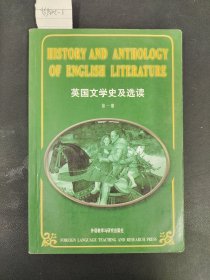 HISTORY AND ANTHOLOGY
OF ENGLISH LITERATURE
英国文学史及选读
第一册
外语教学与研究出版社
FOREIGN LANGUAGE TEACHING AND RESEARCH PRESS